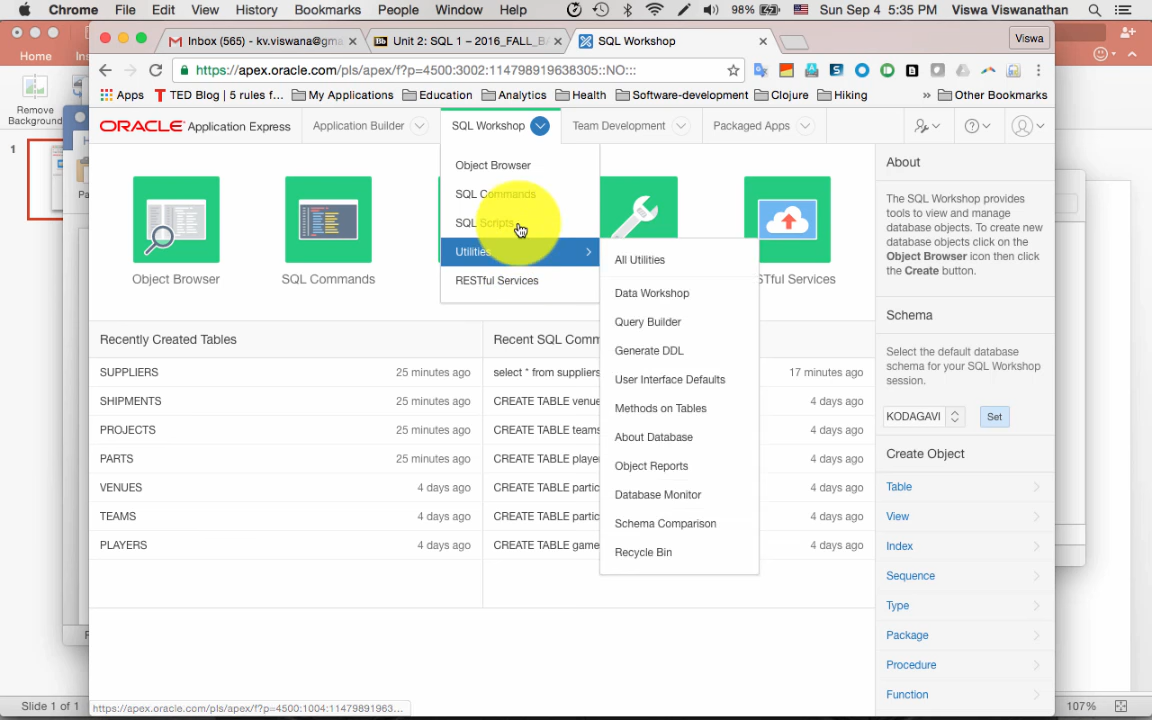 Chrome File Edit View History Bookmarks People Window Help 98% Sun Sep 4 5:35 PM Viswa Viswanathan
Inbox (565) - kv.viswana@gm
Unit 2: SQL 1 – 2016_FALL_BA
SQL Workshop
Viswa
Home
https://apex.oracle.com/pls/apex/f?p=4500:3002:114798919638305::NO:::
Apps TED Blog | 5 rules f... My Applications Education Analytics Health Software-development Clojure Hiking » Other Bookmarks
Remove
Background
ORACLE Application Express Application Builder SQL Workshop Team Development Packaged Apps
1
Object Browser
SQL Commands
SQL Scripts
Utilities
RESTful Services
All Utilities
Data Workshop
Query Builder
Generate DDL
User Interface Defaults
Methods on Tables
About Database
Object Reports
Database Monitor
Schema Comparison
Recycle Bin
Object Browser SQL Commands STful Services
Recently Created Tables
SUPPLIERS 25 minutes ago
SHIPMENTS 25 minutes ago
PROJECTS 25 minutes ago
PARTS 25 minutes ago
VENUES 4 days ago
TEAMS 4 days ago
PLAYERS 4 days ago
Recent SQL Comm
select * from suppliers 17 minutes ago
CREATE TABLE venue 4 days ago
CREATE TABLE teams 4 days ago
CREATE TABLE player 4 days ago
CREATE TABLE partic 4 days ago
CREATE TABLE partic 4 days ago
CREATE TABLE game 4 days ago
About
The SQL Workshop provides
tools to view and manage
database objects. To create new
database objects click on the
Object Browser icon then click
the Create button.
Schema
Select the default database
schema for your SQL Workshop
session.
KODAGAVI Set
Create Object
Table
View
Index
Sequence
Type
Package
Procedure
Function
https://apex.oracle.com/pls/apex/f?p=4500:1004:11479891963...
Slide 1 of 1
107%